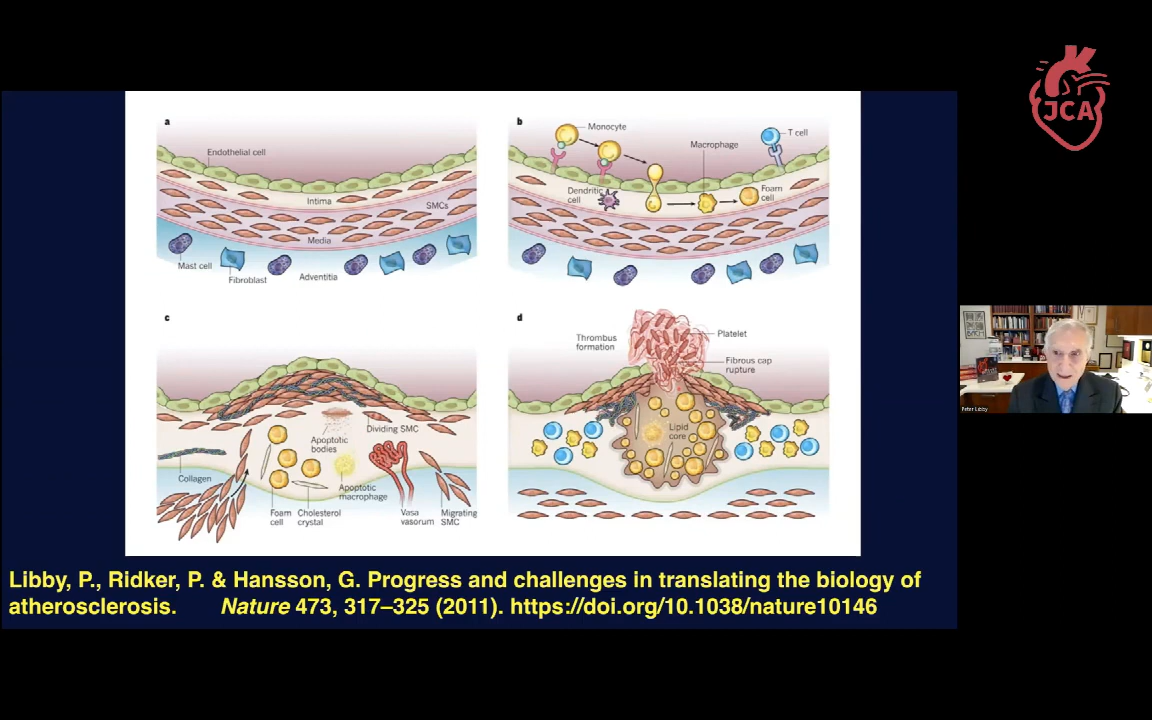 JCA
a
Endothelial cell
Intima
SMCs
Media
Mast cell
Fibroblast
Adventitia
b
Monocyte
T cell
Macrophage
Dendritic
cell
Foam
cell
c
Dividing SMC
Apoptotic
bodies
Collagen
Apoptotic
macrophage
Foam
cell
Cholesterol
crystal
Vasa
vasorum
Migrating
SMC
d
Thrombus
formation
Platelet
Fibrous cap
rupture
Lipid
core
Peter Libby
Libby, P., Ridker, P. & Hansson, G. Progress and challenges in translating the biology of
atherosclerosis. Nature 473, 317–325 (2011). https://doi.org/10.1038/nature10146